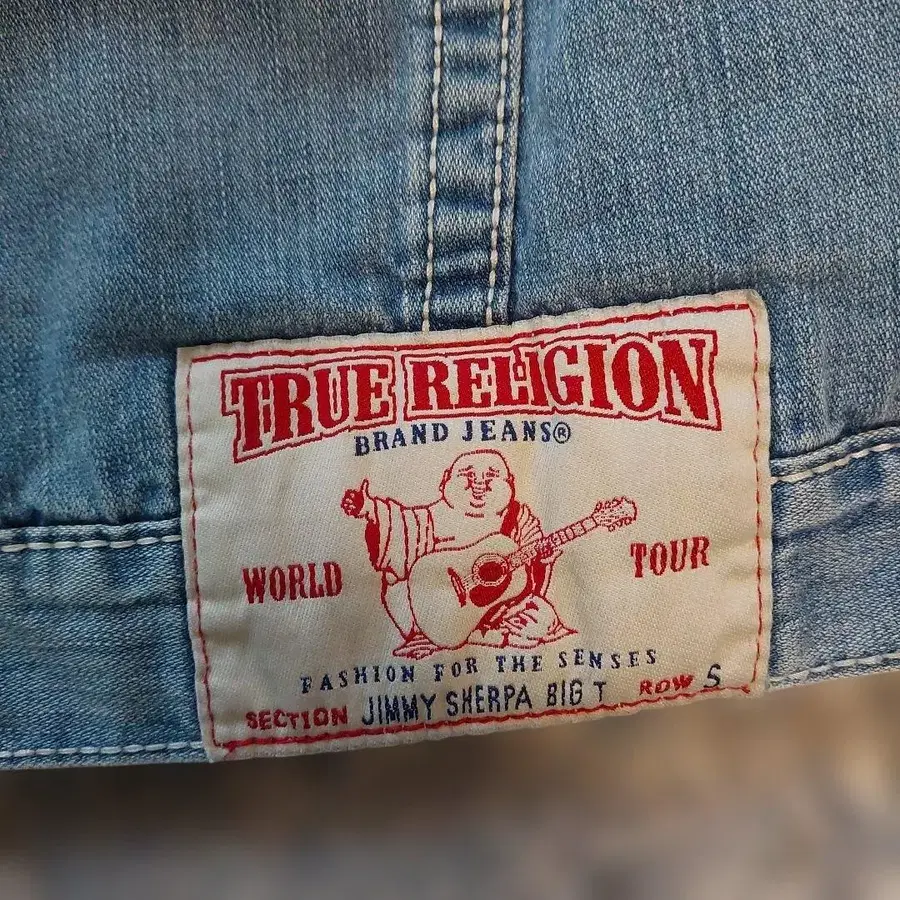 TRUE RELIGION
BRAND JEANS®
WORLD TOUR
FASHION FOR THE SENSES
SECTION JIMMY SHERPA BIG T ROW S